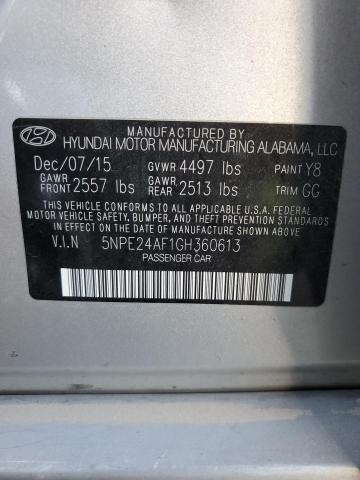 MANUFACTURED BY
HYUNDAI MOTOR MANUFACTURING ALABAMA, LLC
Dec/07/15 GVWR 4497 lbs PAINT Y8
GAWR FRONT 2557 lbs GAWR REAR 2513 lbs TRIM GG
THIS VEHICLE CONFORMS TO ALL APPLICABLE U.S.A. FEDERAL
MOTOR VEHICLE SAFETY, BUMPER, AND THEFT PREVENTION
STANDARDS IN EFFECT ON THE DATE OF MANUFACTURE SHOWN ABOVE
V.I.N 5NPE24AF1GH360613
PASSENGER CAR